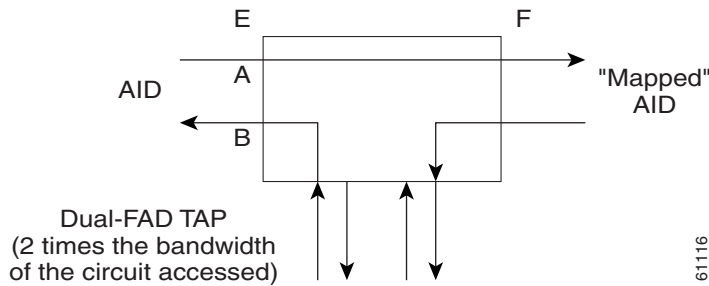 E
F
A
AID
"Mapped"
AID
B
Dual-FAD TAP
(2 times the bandwidth
of the circuit accessed)
61116